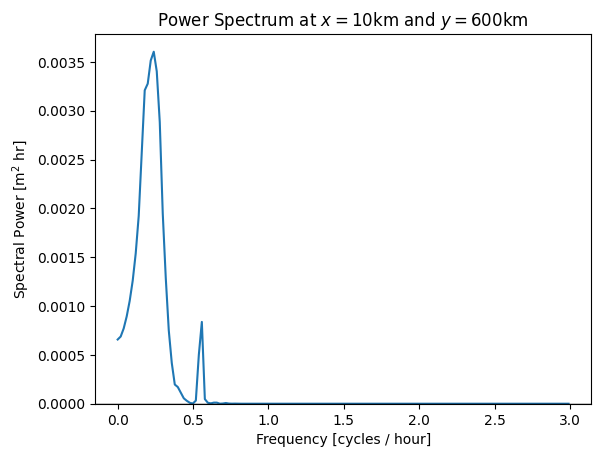 Power Spectrum at x = 10km and y = 600km
Spectral Power [m² hr]
0.0035
0.0030
0.0025
0.0020
0.0015
0.0010
0.0005
0.0000
0.0 0.5 1.0 1.5 2.0 2.5 3.0
Frequency [cycles / hour]